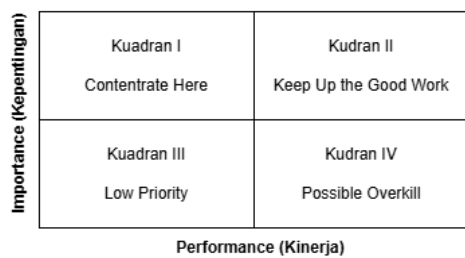 Importance (Kepentingan)
Kuadran I
Contentrate Here
Kudran II
Keep Up the Good Work
Kuadran III
Low Priority
Kudran IV
Possible Overkill
Performance (Kinerja)